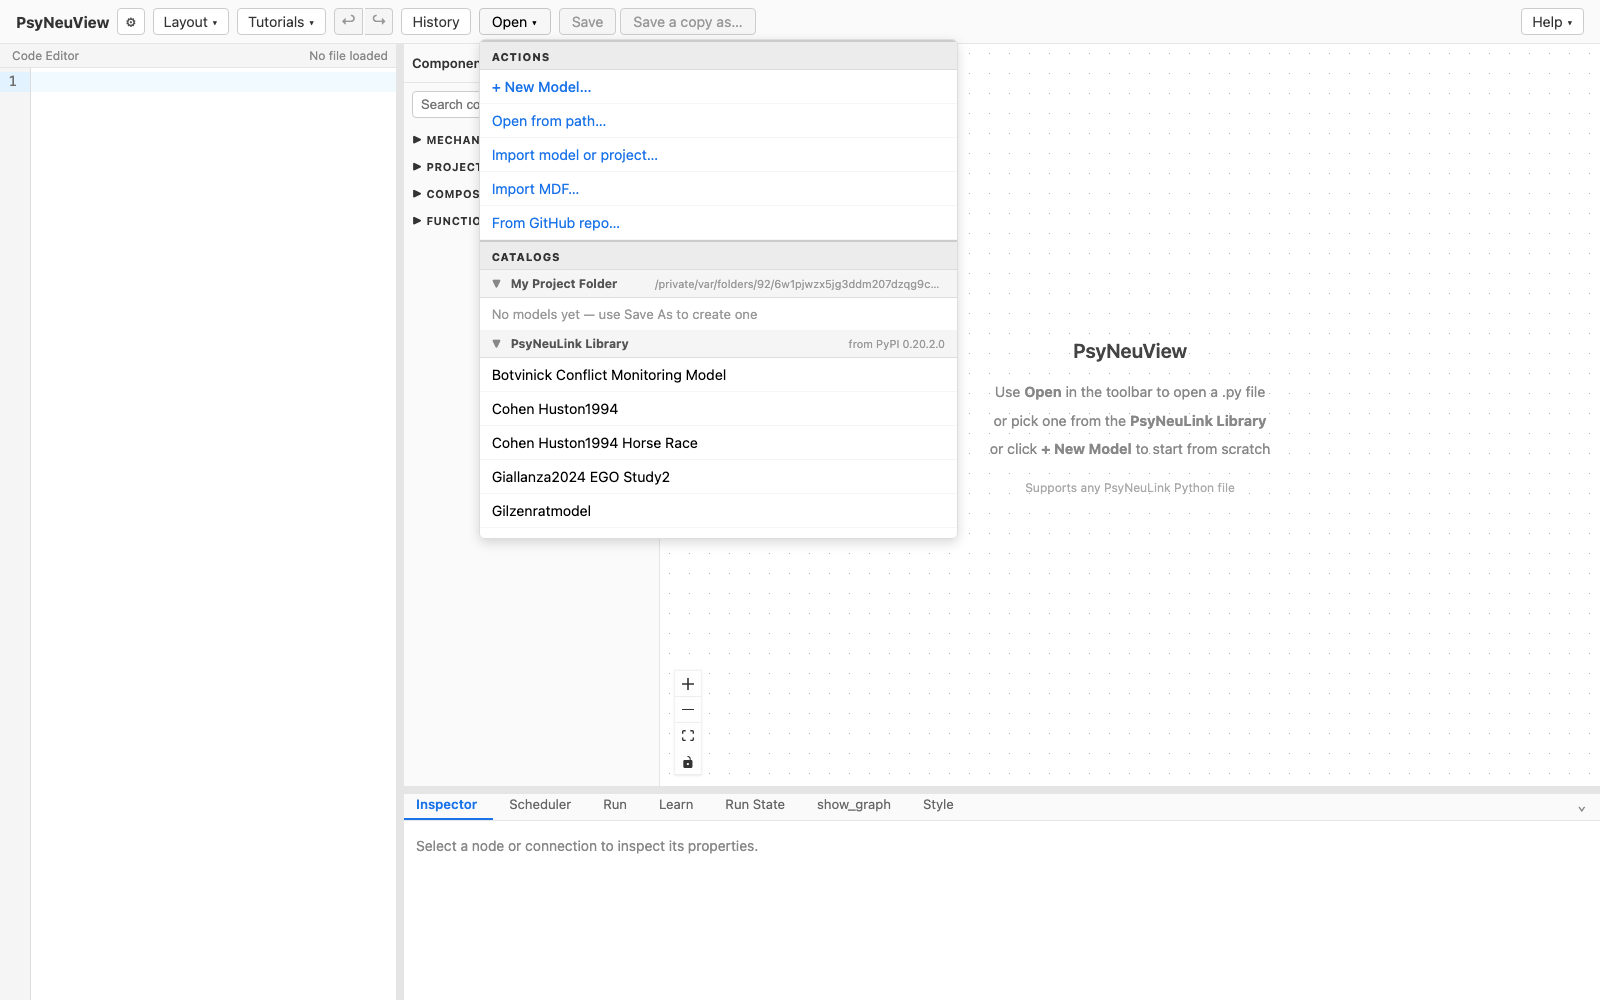 PsyNeuView
Layout ▾
Tutorials ▾
History
Open ▾
Save
Save a copy as...
Help ▾
Code Editor
No file loaded
1
Componen
Search co
▶ MECHAN
▶ PROJECT
▶ COMPOS
▶ FUNCTIO
ACTIONS
+ New Model...
Open from path...
Import model or project...
Import MDF...
From GitHub repo...
CATALOGS
▼ My Project Folder
/private/var/folders/92/6w1pjwzx5jg3ddm207dzqg9c...
No models yet — use Save As to create one
▼ PsyNeuLink Library
from PyPI 0.20.2.0
Botvinick Conflict Monitoring Model
Cohen Huston1994
Cohen Huston1994 Horse Race
Giallanza2024 EGO Study2
Gilzenratmodel
PsyNeuView
Use Open in the toolbar to open a .py file
or pick one from the PsyNeuLink Library
or click + New Model to start from scratch
Supports any PsyNeuLink Python file
Inspector
Scheduler
Run
Learn
Run State
show_graph
Style
Select a node or connection to inspect its properties.